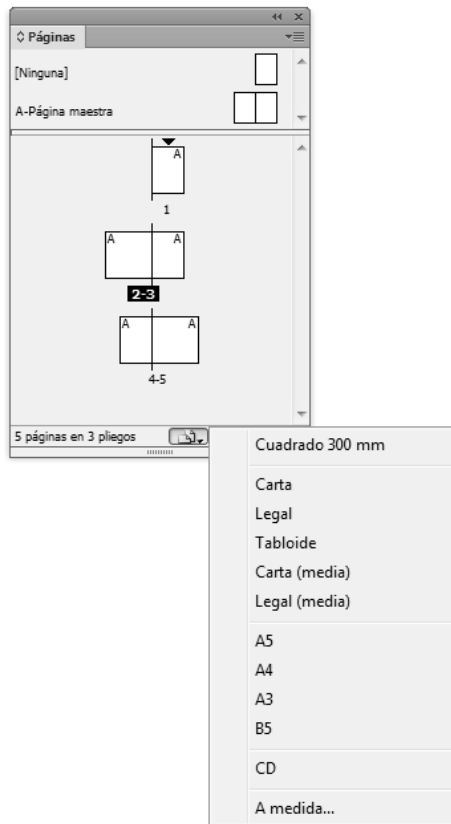 Páginas
[Ninguna]
A-Página maestra
A
1
A A
2-3
A A
4-5
5 páginas en 3 pliegos
Cuadrado 300 mm
Carta
Legal
Tabloide
Carta (media)
Legal (media)
A5
A4
A3
B5
CD
A medida...